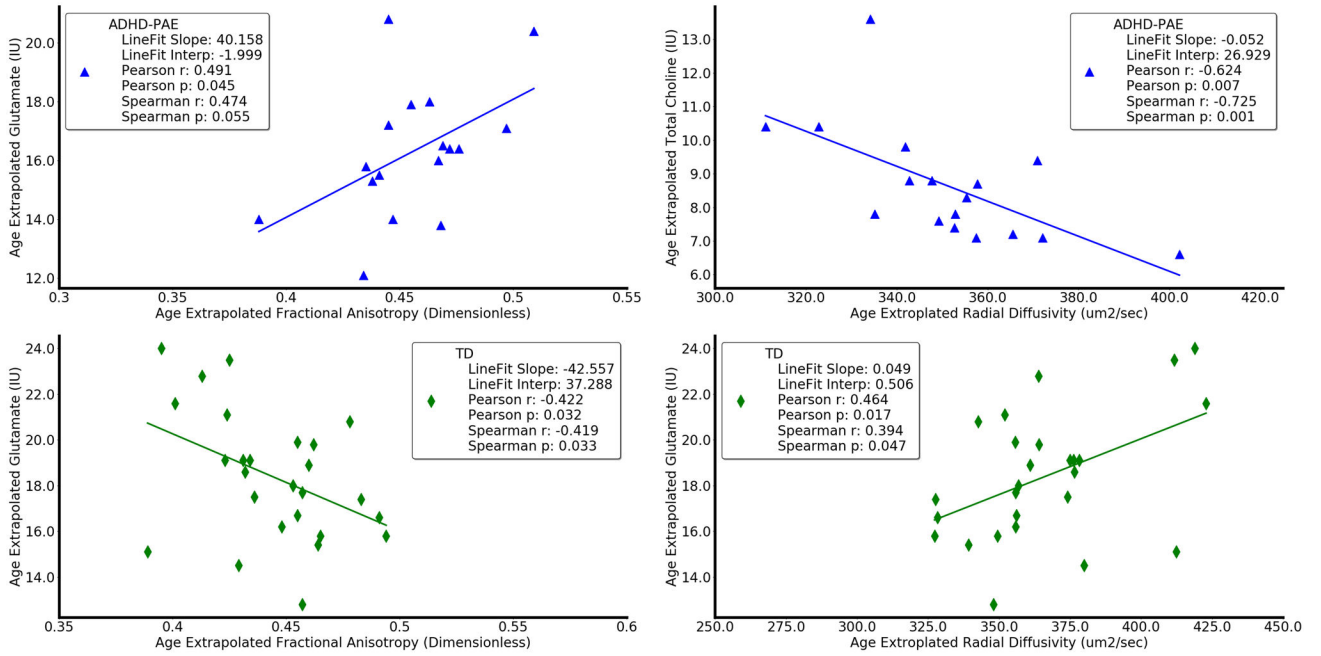 ADHD-PAE
LineFit Slope: 40.158
LineFit Interp: -1.999
Pearson r: 0.491
Pearson p: 0.045
Spearman r: 0.474
Spearman p: 0.055
Age Extrapolated Glutamate (IU)
20.0
18.0
16.0
14.0
12.0
0.3 0.35 0.4 0.45 0.5 0.55
Age Extrapolated Fractional Anisotropy (Dimensionless)
ADHD-PAE
LineFit Slope: -0.052
LineFit Interp: 26.929
Pearson r: -0.624
Pearson p: 0.007
Spearman r: -0.725
Spearman p: 0.001
Age Extrapolated Total Choline (IU)
13.0
12.0
11.0
10.0
9.0
8.0
7.0
6.0
300.0 320.0 340.0 360.0 380.0 400.0 420.0
Age Extroplated Radial Diffusivity (um2/sec)
TD
LineFit Slope: -42.557
LineFit Interp: 37.288
Pearson r: -0.422
Pearson p: 0.032
Spearman r: -0.419
Spearman p: 0.033
Age Extrapolated Glutamate (IU)
24.0
22.0
20.0
18.0
16.0
14.0
0.35 0.4 0.45 0.5 0.55 0.6
Age Extrapolated Fractional Anisotropy (Dimensionless)
TD
LineFit Slope: 0.049
LineFit Interp: 0.506
Pearson r: 0.464
Pearson p: 0.017
Spearman r: 0.394
Spearman p: 0.047
Age Extrapolated Glutamate (IU)
24.0
22.0
20.0
18.0
16.0
14.0
250.0 275.0 300.0 325.0 350.0 375.0 400.0 425.0 450.0
Age Extroplated Radial Diffusivity (um2/sec)